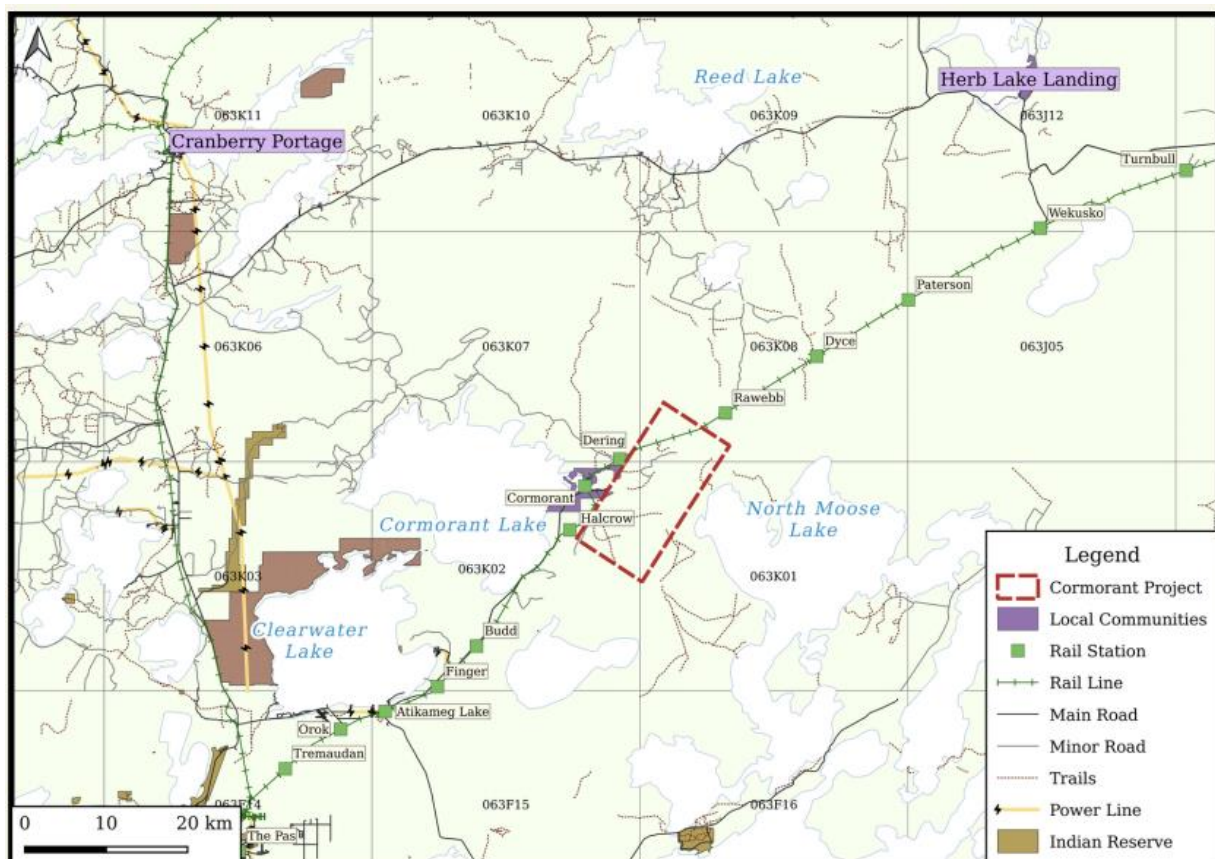 Reed Lake
Herb Lake Landing
063K11
063K10
063K09
063J12
Cranberry Portage
Turnbull
Wekusko
Paterson
063K06
063K07
063K08
063J05
Dyce
Rawebb
Dering
Cormorant
Cormorant Lake
Halcrow
North Moose
Lake
063K03
063K02
063K01
Clearwater
Lake
Budd
Finger
Atikameg Lake
Orok
Tremaudan
063F14
063F15
063F16
The Pas
0 10 20 km
Legend
Cormorant Project
Local Communities
Rail Station
Rail Line
Main Road
Minor Road
Trails
Power Line
Indian Reserve